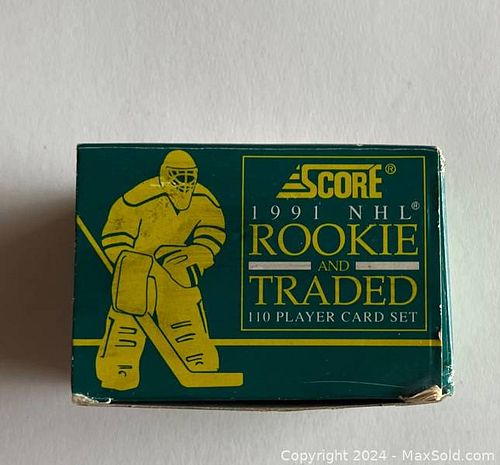 SCORE®
1991 NHL®
ROOKIE
AND
TRADED
110 PLAYER CARD SET
Copyright 2024 - MaxSold.com